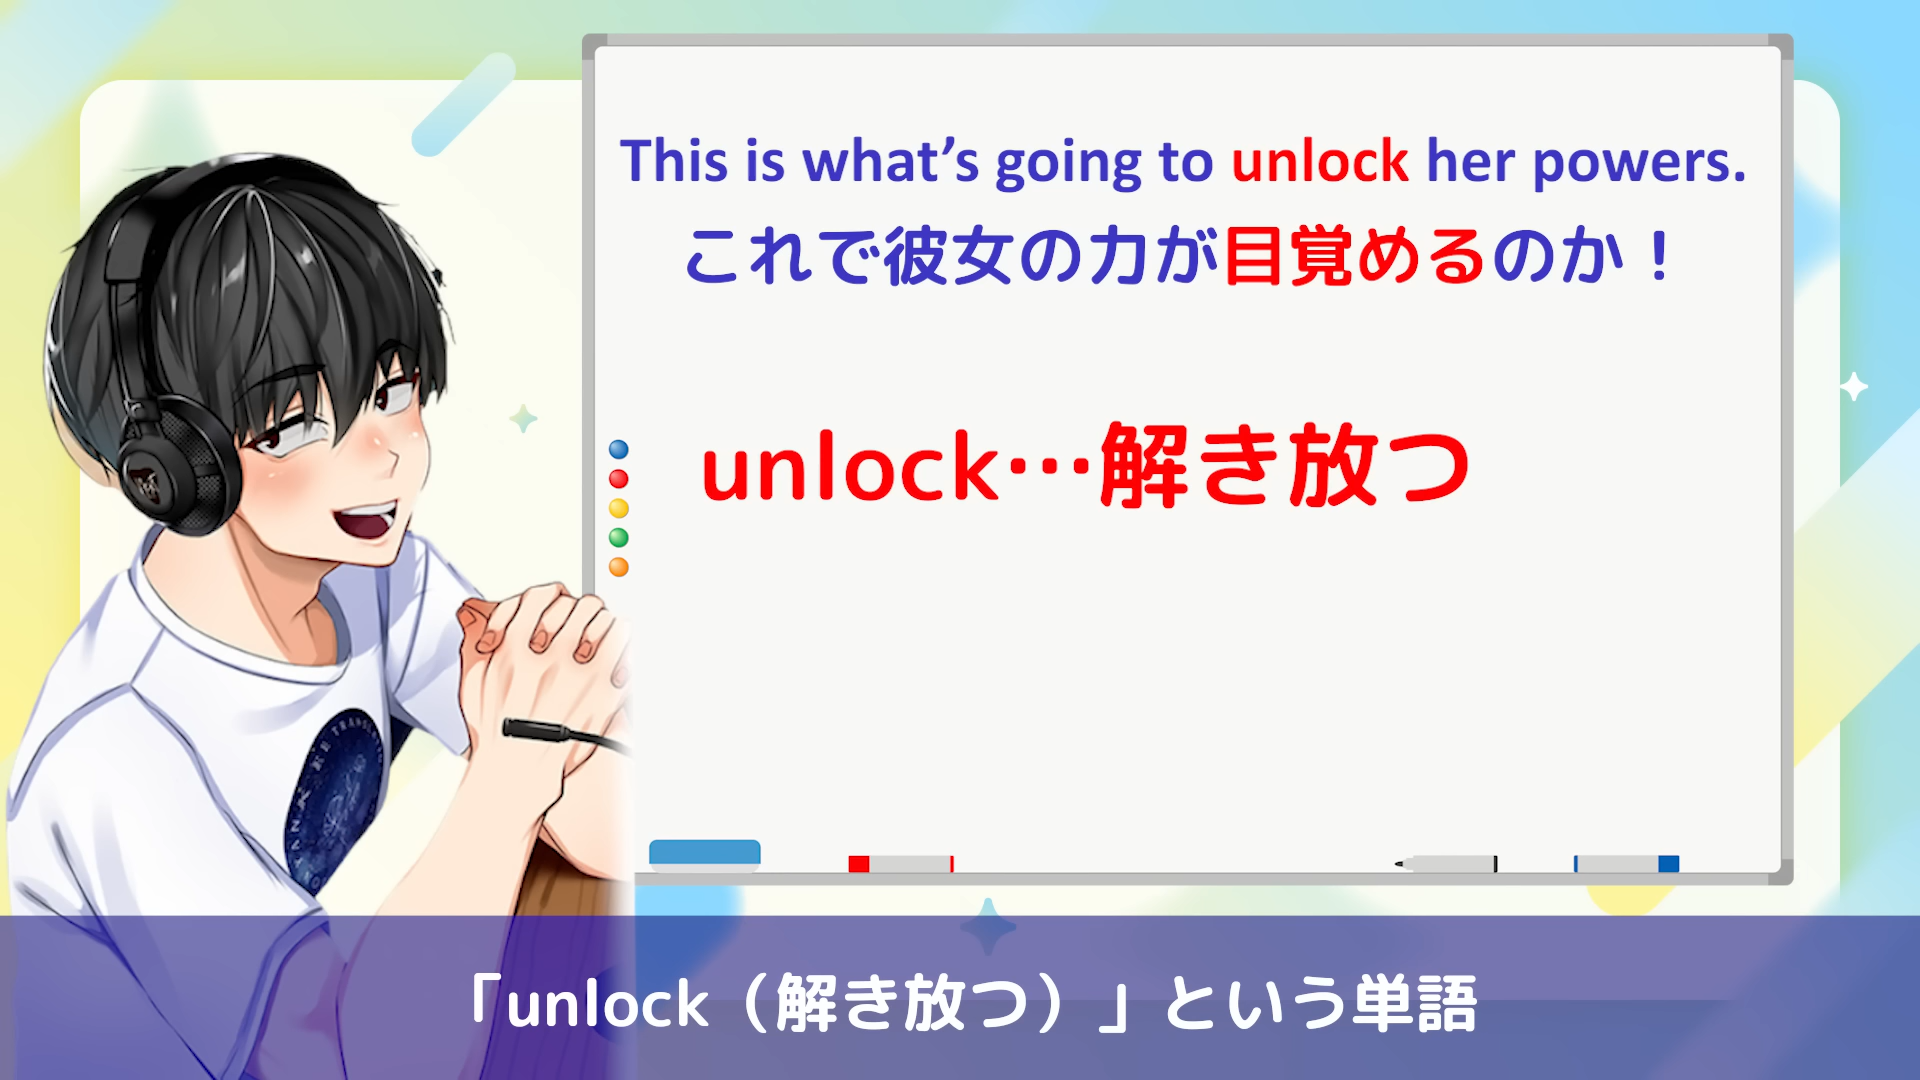 This is what’s going to unlock her powers.
これで彼女の力が目覚めるのか！
unlock…解き放つ
「unlock（解き放つ）」という単語